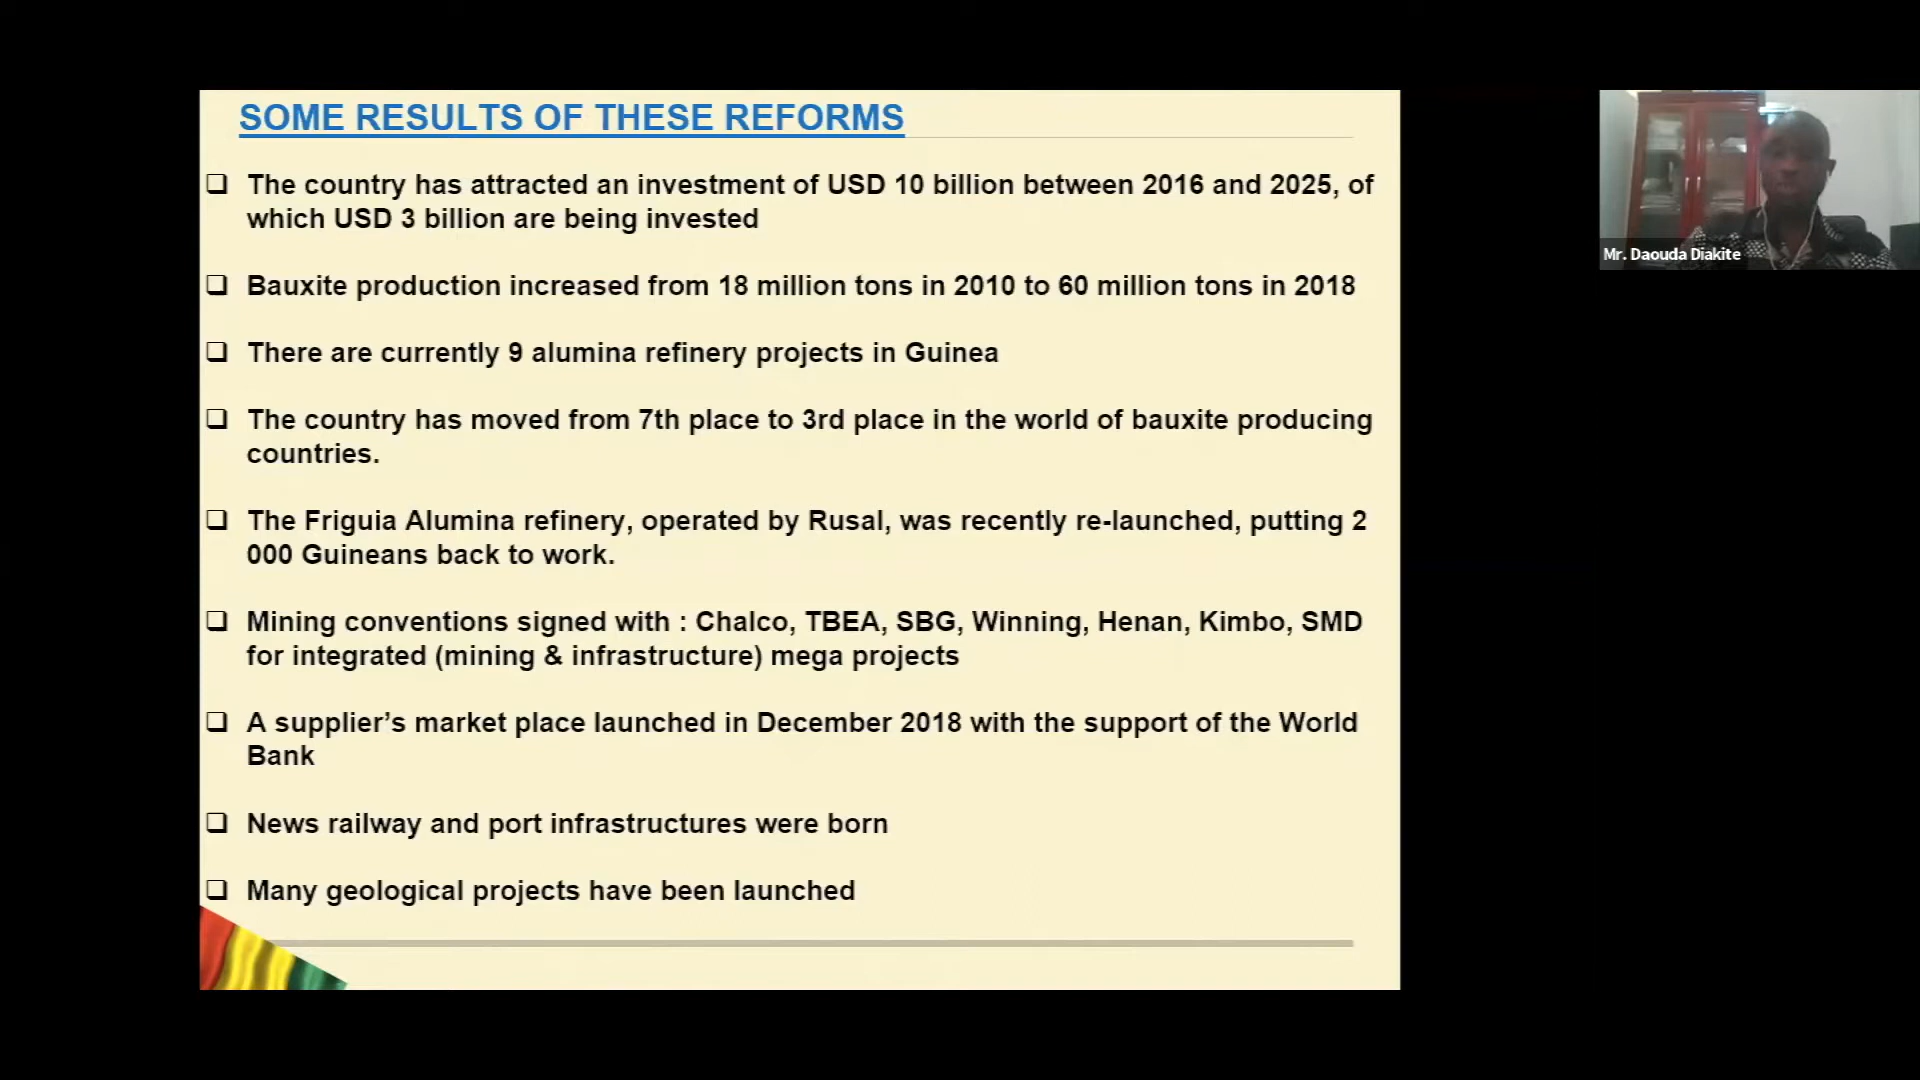 SOME RESULTS OF THESE REFORMS
❑ The country has attracted an investment of USD 10 billion between 2016 and 2025, of
which USD 3 billion are being invested
❑ Bauxite production increased from 18 million tons in 2010 to 60 million tons in 2018
❑ There are currently 9 alumina refinery projects in Guinea
❑ The country has moved from 7th place to 3rd place in the world of bauxite producing
countries.
❑ The Friguia Alumina refinery, operated by Rusal, was recently re-launched, putting 2
000 Guineans back to work.
❑ Mining conventions signed with : Chalco, TBEA, SBG, Winning, Henan, Kimbo, SMD
for integrated (mining & infrastructure) mega projects
❑ A supplier’s market place launched in December 2018 with the support of the World
Bank
❑ News railway and port infrastructures were born
❑ Many geological projects have been launched
Mr. Daouda Diakite